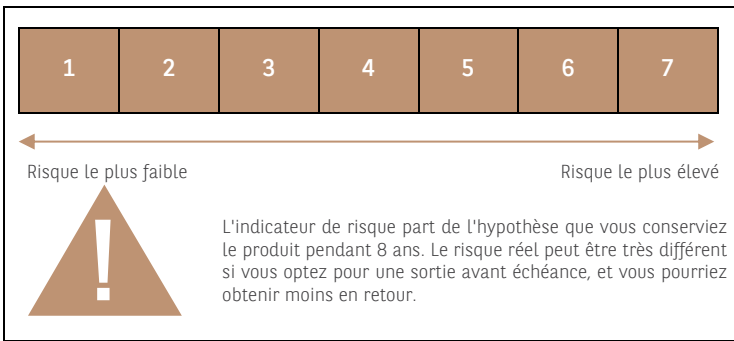 1 2 3 4 5 6 7
Risque le plus faible Risque le plus élevé
!
L'indicateur de risque part de l'hypothèse que vous conserviez
le produit pendant 8 ans. Le risque réel peut être très différent
si vous optez pour une sortie avant échéance, et vous pourriez
obtenir moins en retour.